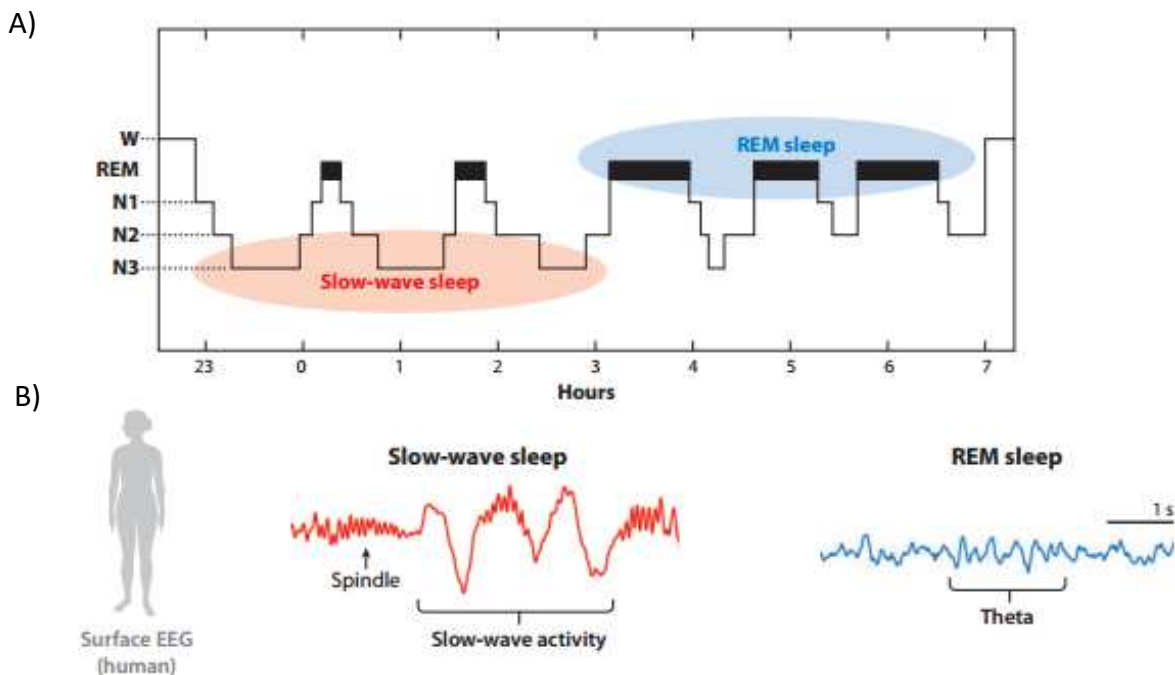 A)
W
REM
N1
N2
N3
REM sleep
Slow-wave sleep
23 0 1 2 3 4 5 6 7
Hours
B)
Slow-wave sleep
REM sleep
1 s
Spindle
Slow-wave activity
Theta
Surface EEG
(human)